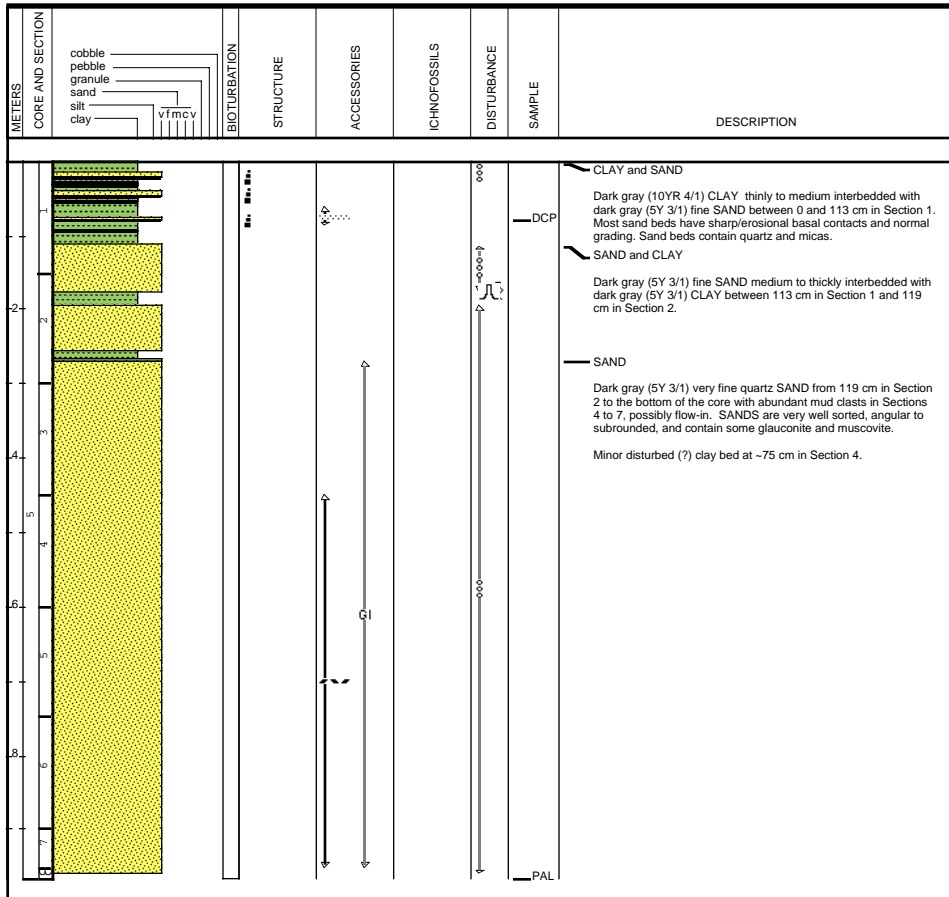 METERS
CORE AND SECTION
cobble
pebble
granule
sand
silt
clay
v f m c v
BIOTURBATION
STRUCTURE
ACCESSORIES
ICHNOFOSSILS
DISTURBANCE
SAMPLE
DESCRIPTION
CLAY and SAND
Dark gray (10YR 4/1) CLAY thinly to medium interbedded with
dark gray (5Y 3/1) fine SAND between 0 and 113 cm in Section 1.
Most sand beds have sharp/erosional basal contacts and normal
grading. Sand beds contain quartz and micas.
SAND and CLAY
Dark gray (5Y 3/1) fine SAND medium to thickly interbedded with
dark gray (5Y 3/1) CLAY between 113 cm in Section 1 and 119
cm in Section 2.
SAND
Dark gray (5Y 3/1) very fine quartz SAND from 119 cm in Section
2 to the bottom of the core with abundant mud clasts in Sections
4 to 7, possibly flow-in. SANDS are very well sorted, angular to
subrounded, and contain some glauconite and muscovite.
Minor disturbed (?) clay bed at ~75 cm in Section 4.
1
DCP
2
2
3
4
5
4
6
Gl
5
8
6
7
PAL